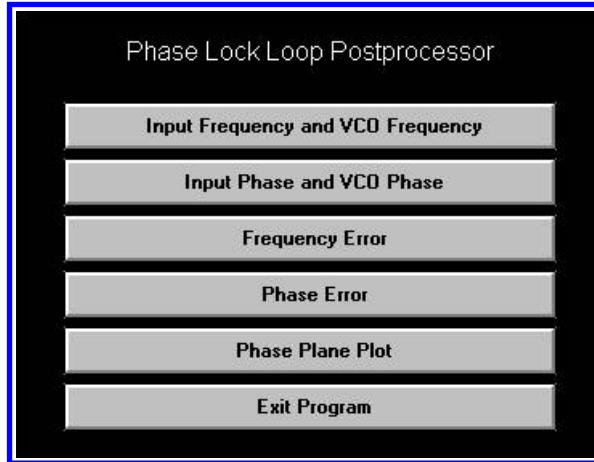 Phase Lock Loop Postprocessor
Input Frequency and VCO Frequency
Input Phase and VCO Phase
Frequency Error
Phase Error
Phase Plane Plot
Exit Program